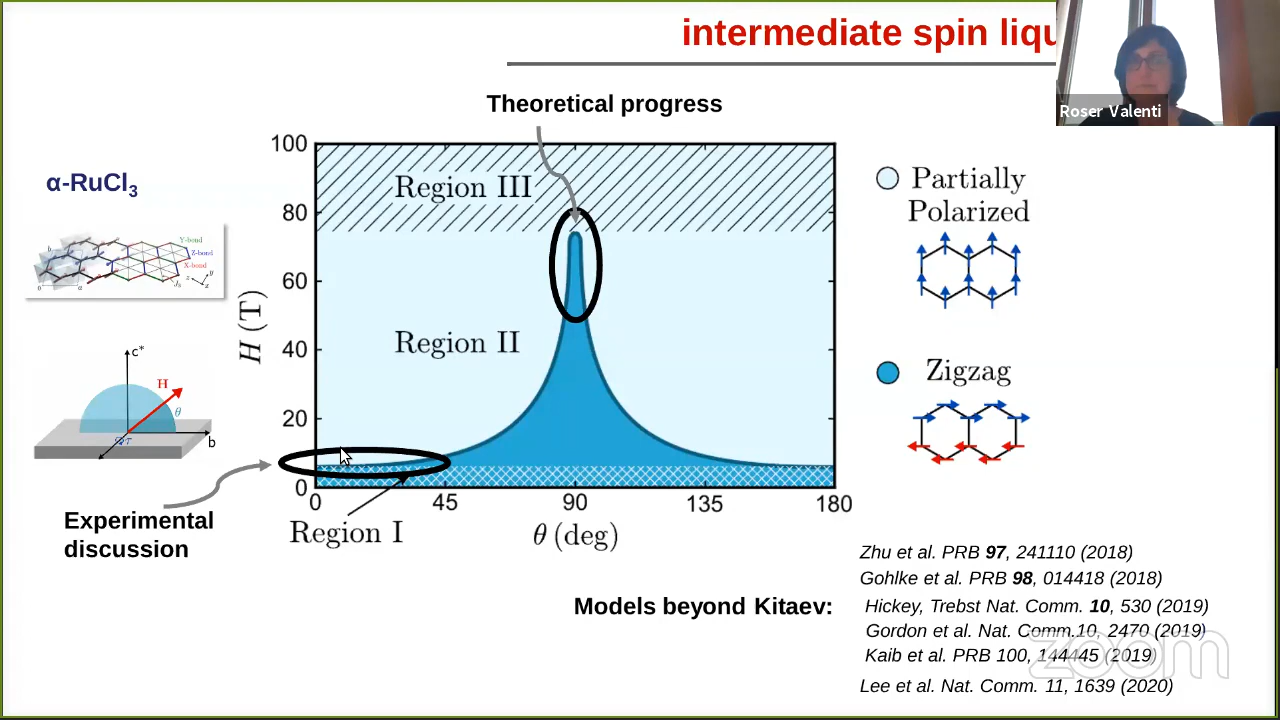 intermediate spin liqu
Roser Valenti
Theoretical progress
α-RuCl3
Y-bond
Z-bond
X-bond
100
80
60
40
20
0
H (T)
Region III
Region II
Region I
0 45 90 135 180
θ (deg)
Partially
Polarized
Zigzag
c*
H
θ
b
Experimental
discussion
Models beyond Kitaev:
Zhu et al. PRB 97, 241110 (2018)
Gohlke et al. PRB 98, 014418 (2018)
Hickey, Trebst Nat. Comm. 10, 530 (2019)
Gordon et al. Nat. Comm.10, 2470 (2019)
Kaib et al. PRB 100, 144445 (2019)
Lee et al. Nat. Comm. 11, 1639 (2020)
zoom